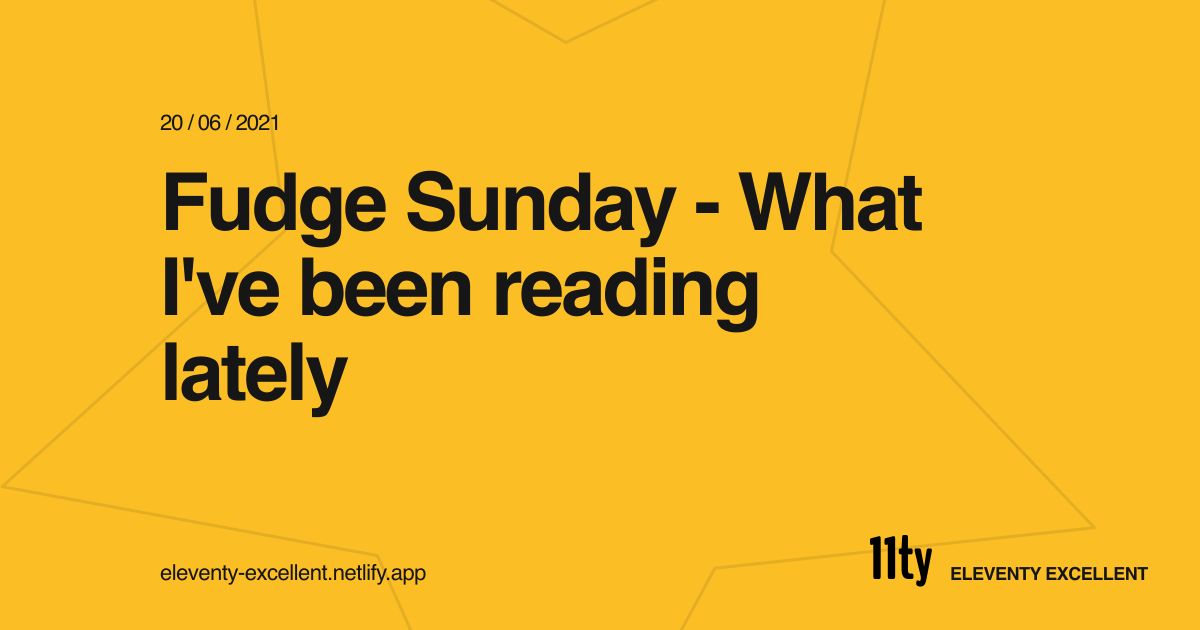 20 / 06 / 2021
Fudge Sunday - What
I've been reading
lately
eleventy-excellent.netlify.app
11ty
ELEVENTY EXCELLENT